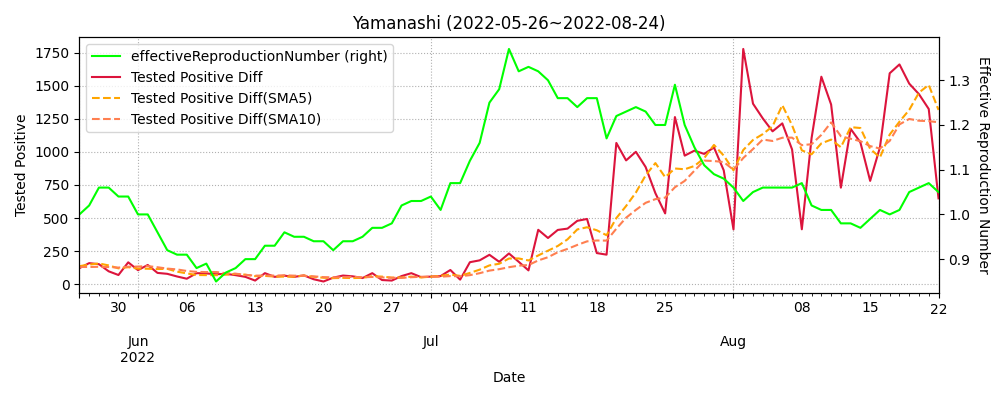 Yamanashi (2022-05-26~2022-08-24)
effectiveReproductionNumber (right)
Tested Positive Diff
Tested Positive Diff(SMA5)
Tested Positive Diff(SMA10)
Tested Positive
1750
1500
1250
1000
750
500
250
0
Effective Reproduction Number
1.3
1.2
1.1
1.0
0.9
30 06 13 20 27 04 11 18 25 08 15 22
Jun Jul Aug
2022
Date